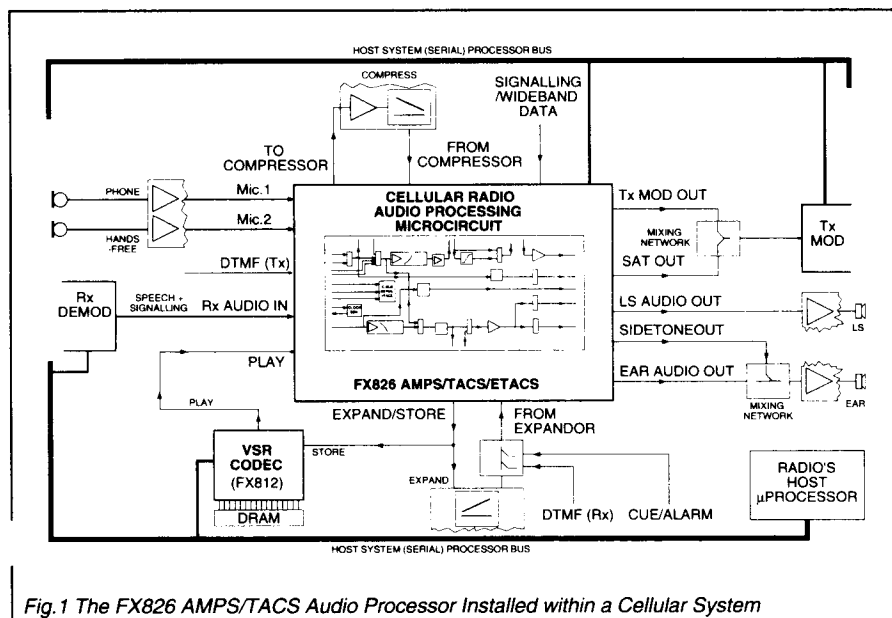 HOST SYSTEM (SERIAL) PROCESSOR BUS
COMPRESS
SIGNALLING
/WIDEBAND
DATA
TO
COMPRESSOR
FROM
COMPRESSOR
PHONE
Mic.1
HANDS
-FREE
Mic.2
DTMF (Tx)
Rx
DEMOD
SPEECH +
SIGNALLING
Rx AUDIO IN
PLAY
PLAY
CELLULAR RADIO
AUDIO PROCESSING
MICROCIRCUIT
FX826 AMPS/TACS/ETACS
Tx MOD OUT
MIXING
NETWORK
Tx
MOD
SAT OUT
LS AUDIO OUT
LS
SIDETONEOUT
EAR AUDIO OUT
MIXING
NETWORK
EAR
EXPAND/STORE
FROM
EXPANDOR
VSR
CODEC
(FX812)
STORE
DRAM
EXPAND
DTMF (Rx)
CUE/ALARM
RADIO'S
HOST
µPROCESSOR
HOST SYSTEM (SERIAL) PROCESSOR BUS
Fig.1 The FX826 AMPS/TACS Audio Processor Installed within a Cellular System